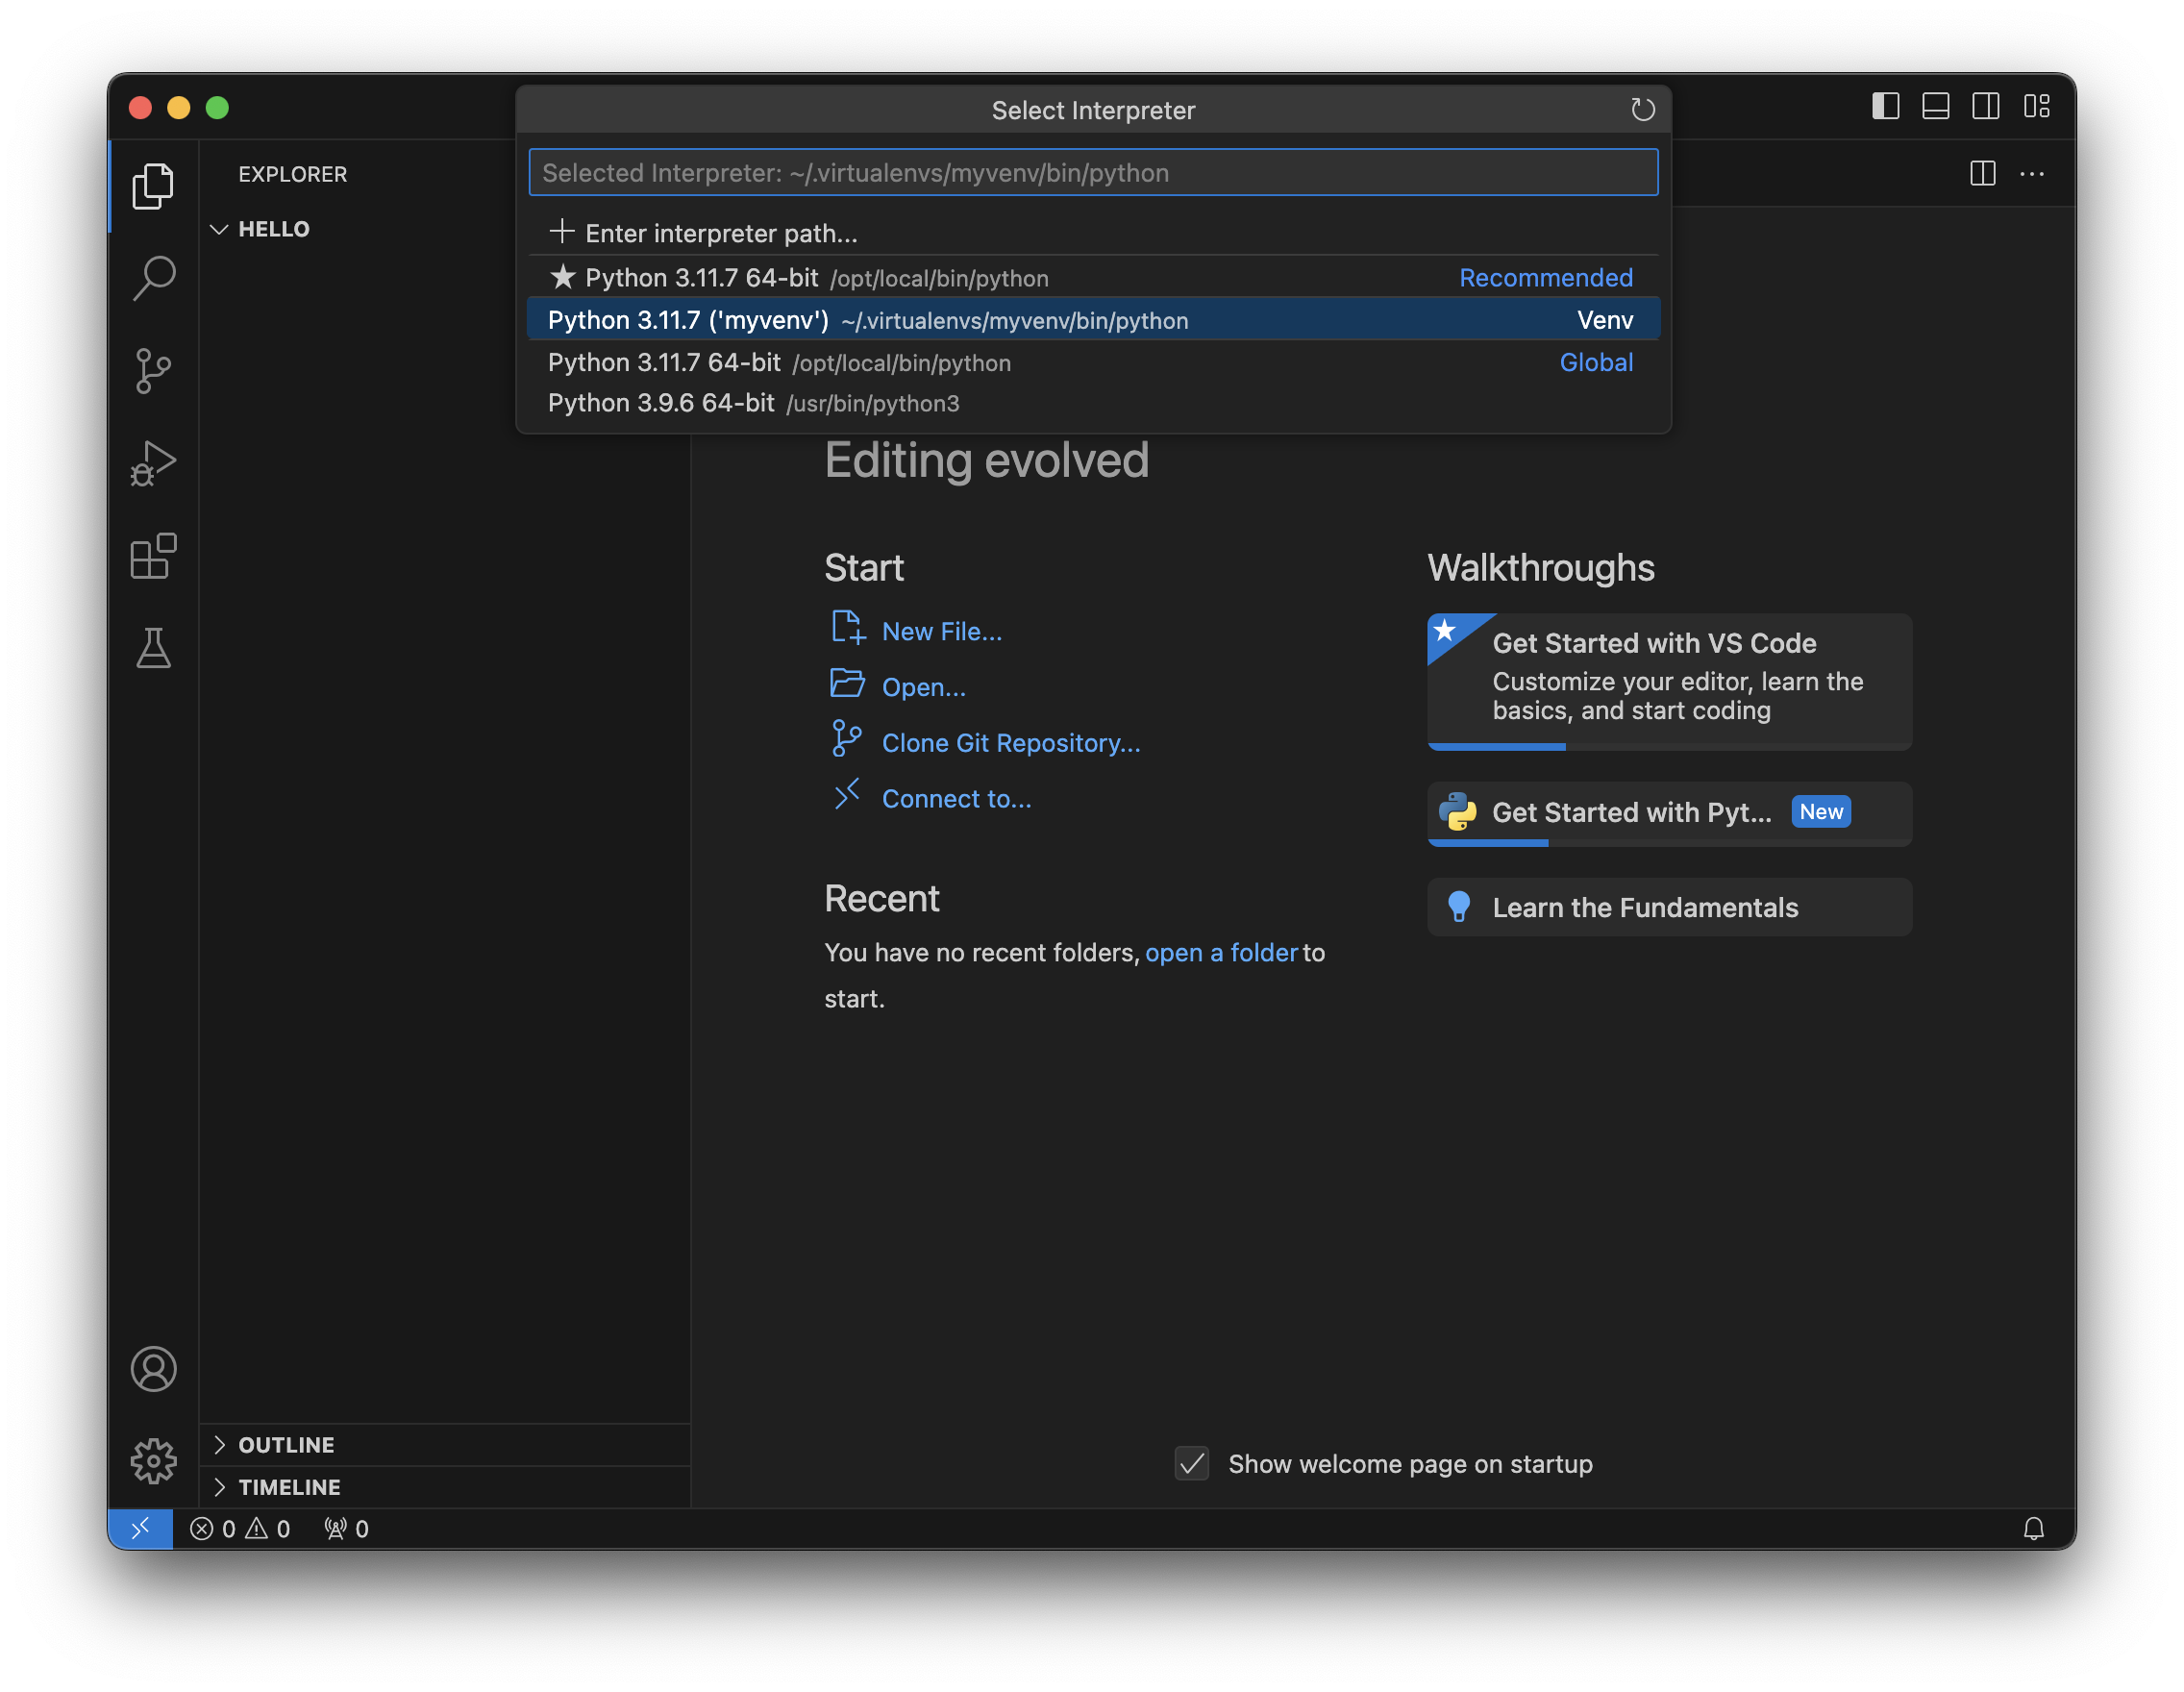 Select Interpreter
Selected Interpreter: ~/.virtualenvs/myvenv/bin/python
Enter interpreter path...
Python 3.11.7 64-bit /opt/local/bin/python Recommended
Python 3.11.7 ('myvenv') ~/.virtualenvs/myvenv/bin/python Venv
Python 3.11.7 64-bit /opt/local/bin/python Global
Python 3.9.6 64-bit /usr/bin/python3
EXPLORER
HELLO
Editing evolved
Start
New File...
Open...
Clone Git Repository...
Connect to...
Recent
You have no recent folders, open a folder to
start.
Walkthroughs
Get Started with VS Code
Customize your editor, learn the
basics, and start coding
Get Started with Pyt... New
Learn the Fundamentals
OUTLINE
TIMELINE
Show welcome page on startup
0 0 0